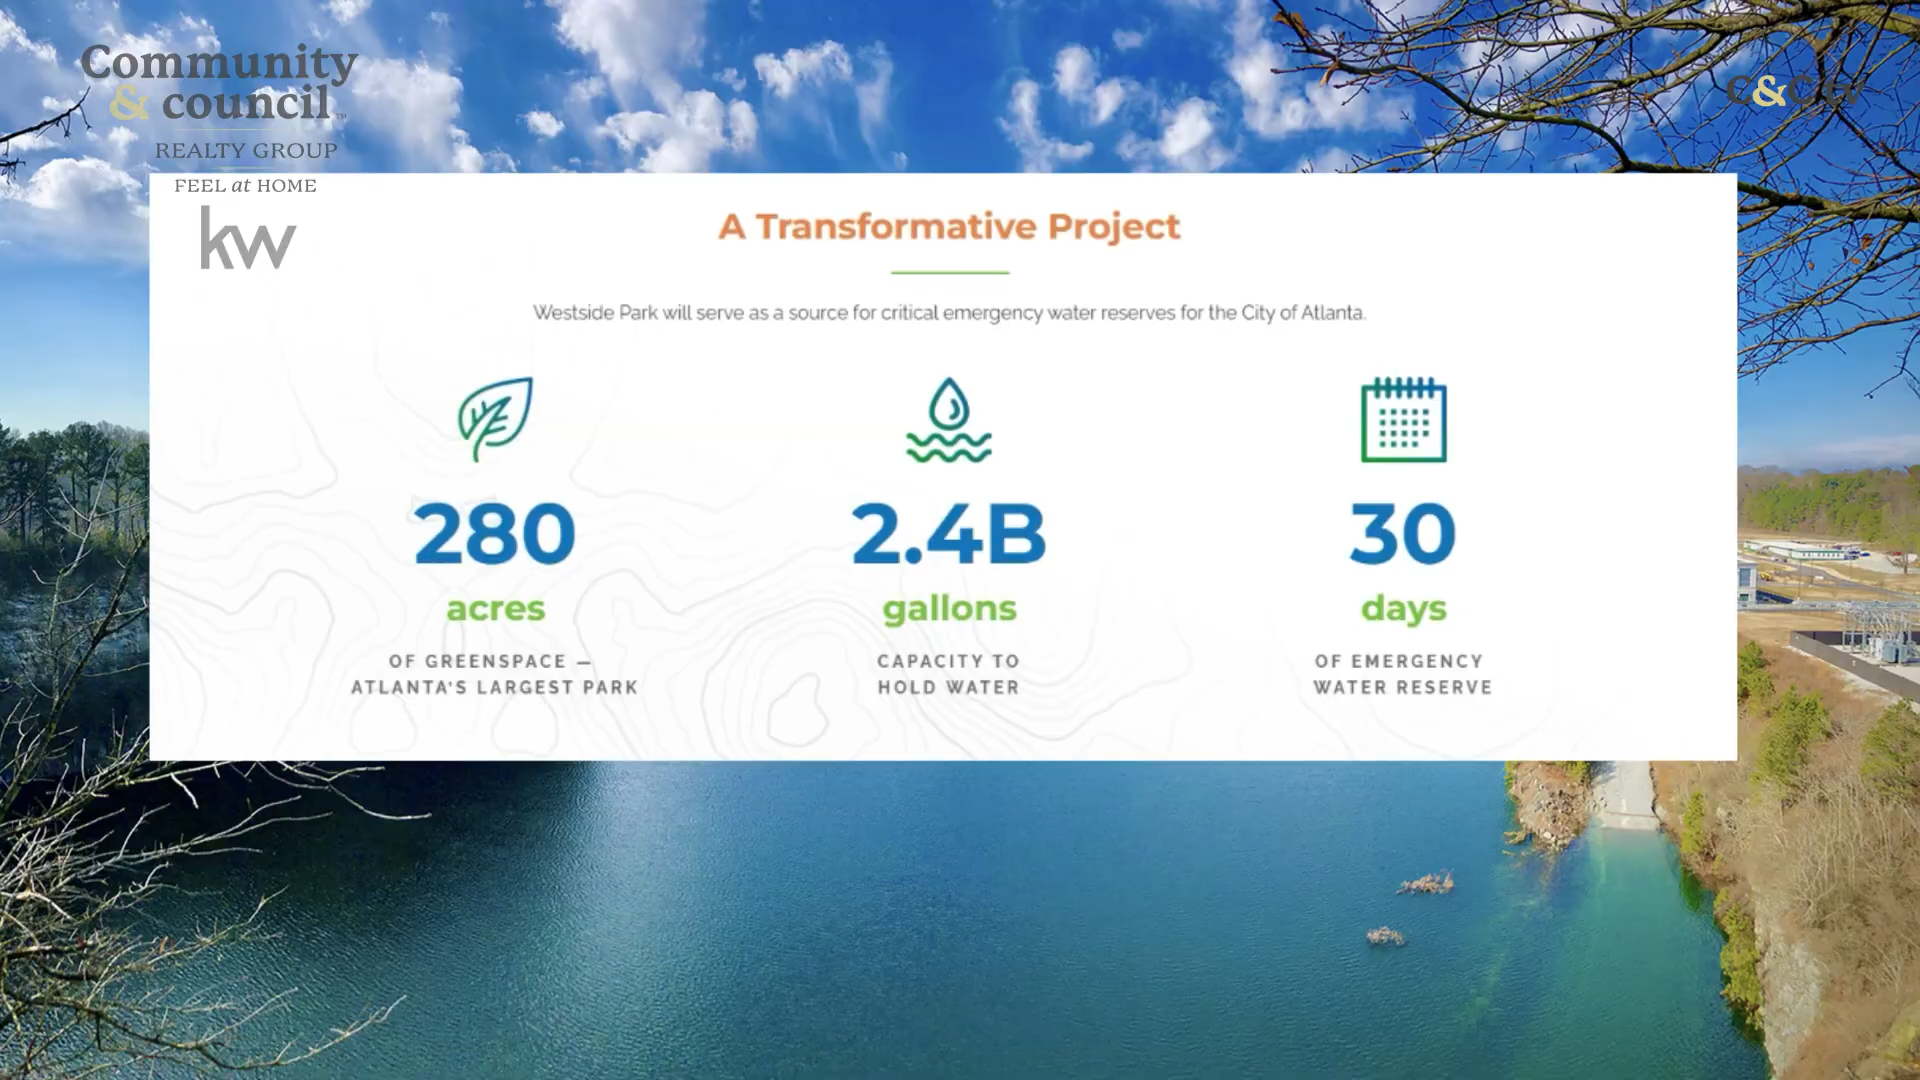 Community
& council™
REALTY GROUP
FEEL at HOME
kw
C&C tv
A Transformative Project
Westside Park will serve as a source for critical emergency water reserves for the City of Atlanta.
280
acres
OF GREENSPACE —
ATLANTA'S LARGEST PARK
2.4B
gallons
CAPACITY TO
HOLD WATER
30
days
OF EMERGENCY
WATER RESERVE